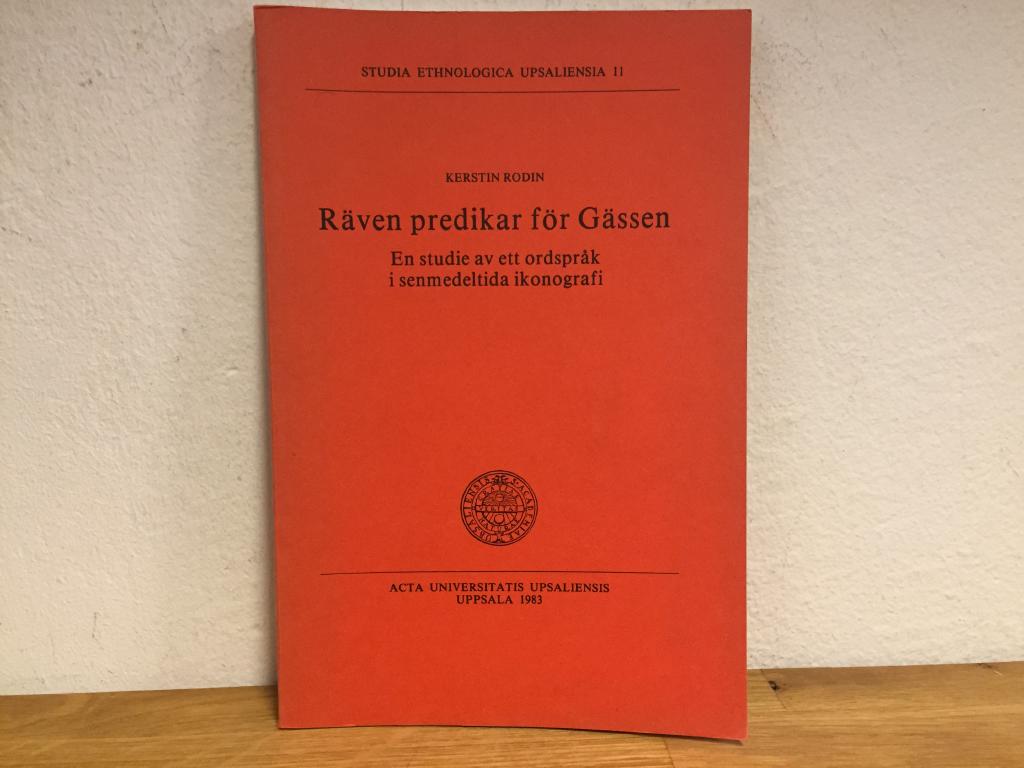 STUDIA ETHNOLOGICA UPSALIENSIA 11
KERSTIN RODIN
Räven predikar för Gässen
En studie av ett ordspråk
i senmedeltida ikonografi
ACTA UNIVERSITATIS UPSALIENSIS
UPPSALA 1983